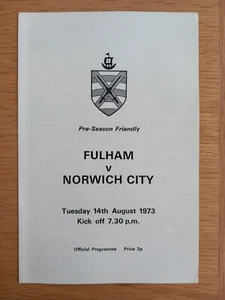 Pre-Season Friendly
FULHAM
v
NORWICH CITY
Tuesday 14th August 1973
Kick off 7.30 p.m.
Official Programme Price 3p